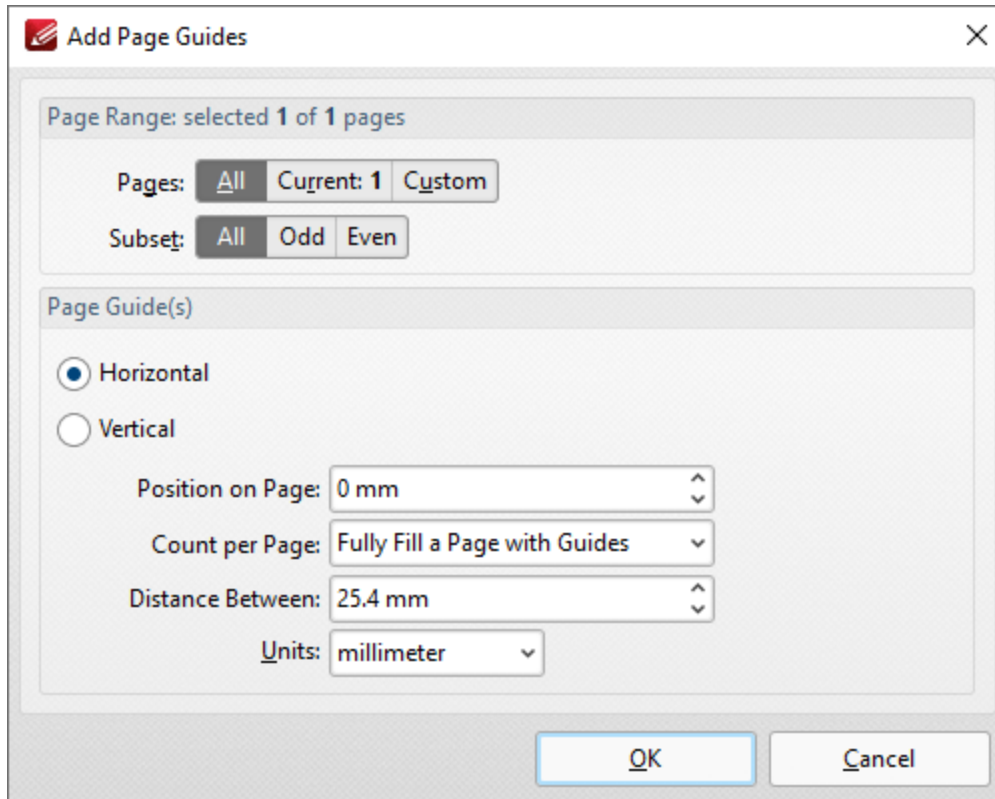 Add Page Guides
Page Range: selected 1 of 1 pages
Pages: All Current: 1 Custom
Subset: All Odd Even
Page Guide(s)
Horizontal
Vertical
Position on Page: 0 mm
Count per Page: Fully Fill a Page with Guides
Distance Between: 25.4 mm
Units: millimeter
OK Cancel